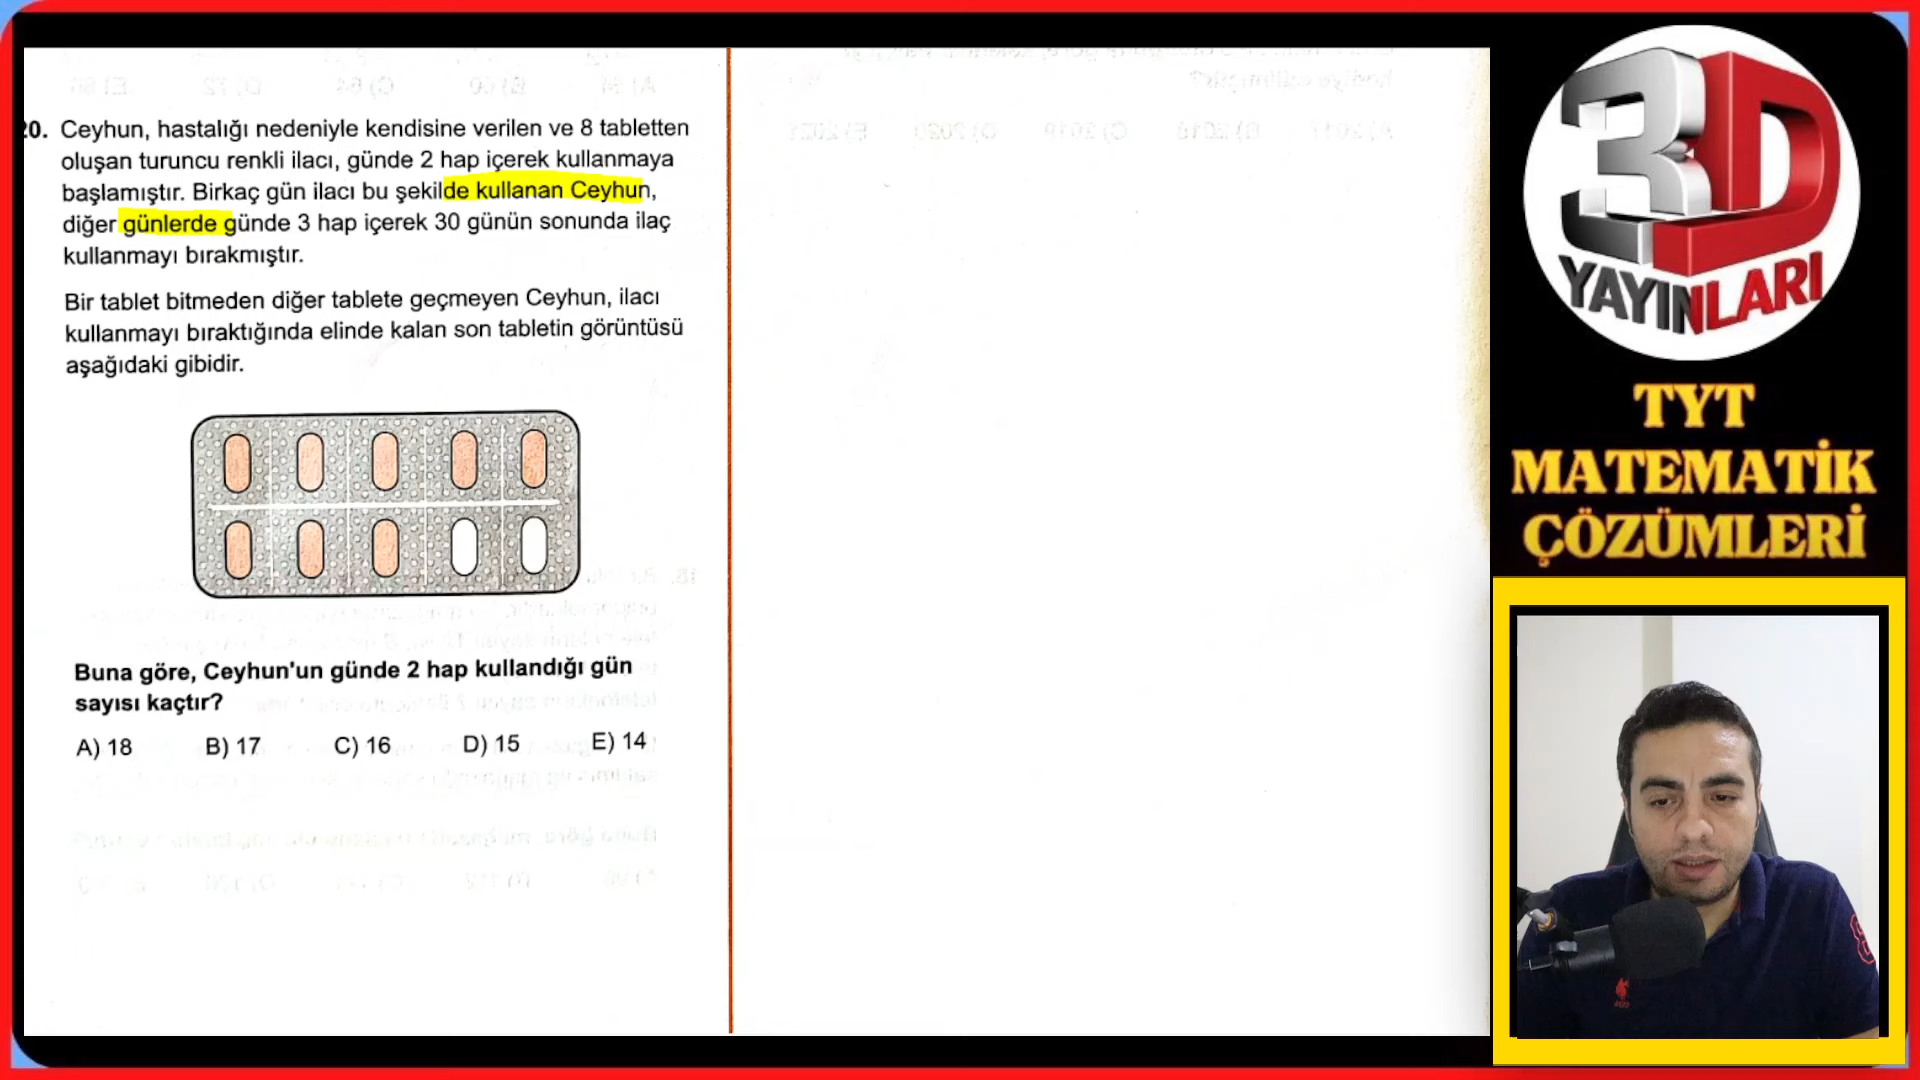 20. Ceyhun, hastalığı nedeniyle kendisine verilen ve 8 tabletten
oluşan turuncu renkli ilacı, günde 2 hap içerek kullanmaya
başlamıştır. Birkaç gün ilacı bu şekilde kullanan Ceyhun,
diğer günlerde günde 3 hap içerek 30 günün sonunda ilaç
kullanmayı bırakmıştır.
Bir tablet bitmeden diğer tablete geçmeyen Ceyhun, ilacı
kullanmayı bıraktığında elinde kalan son tabletin görüntüsü
aşağıdaki gibidir.
Buna göre, Ceyhun'un günde 2 hap kullandığı gün
sayısı kaçtır?
A) 18 B) 17 C) 16 D) 15 E) 14
3D
YAYINLARI
TYT
MATEMATİK
ÇÖZÜMLERİ